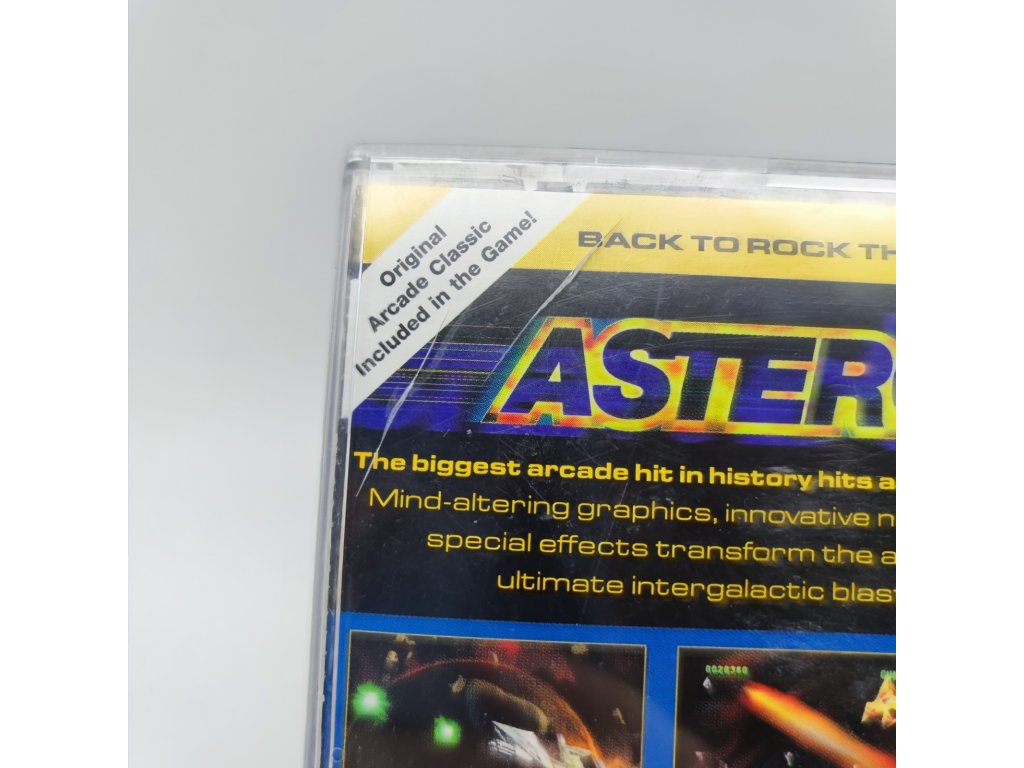 Original
Arcade Classic
Included in the Game!
BACK TO ROCK TH
ASTER
The biggest arcade hit in history hits a
Mind-altering graphics, innovative n
special effects transform the a
ultimate intergalactic blast
8028360